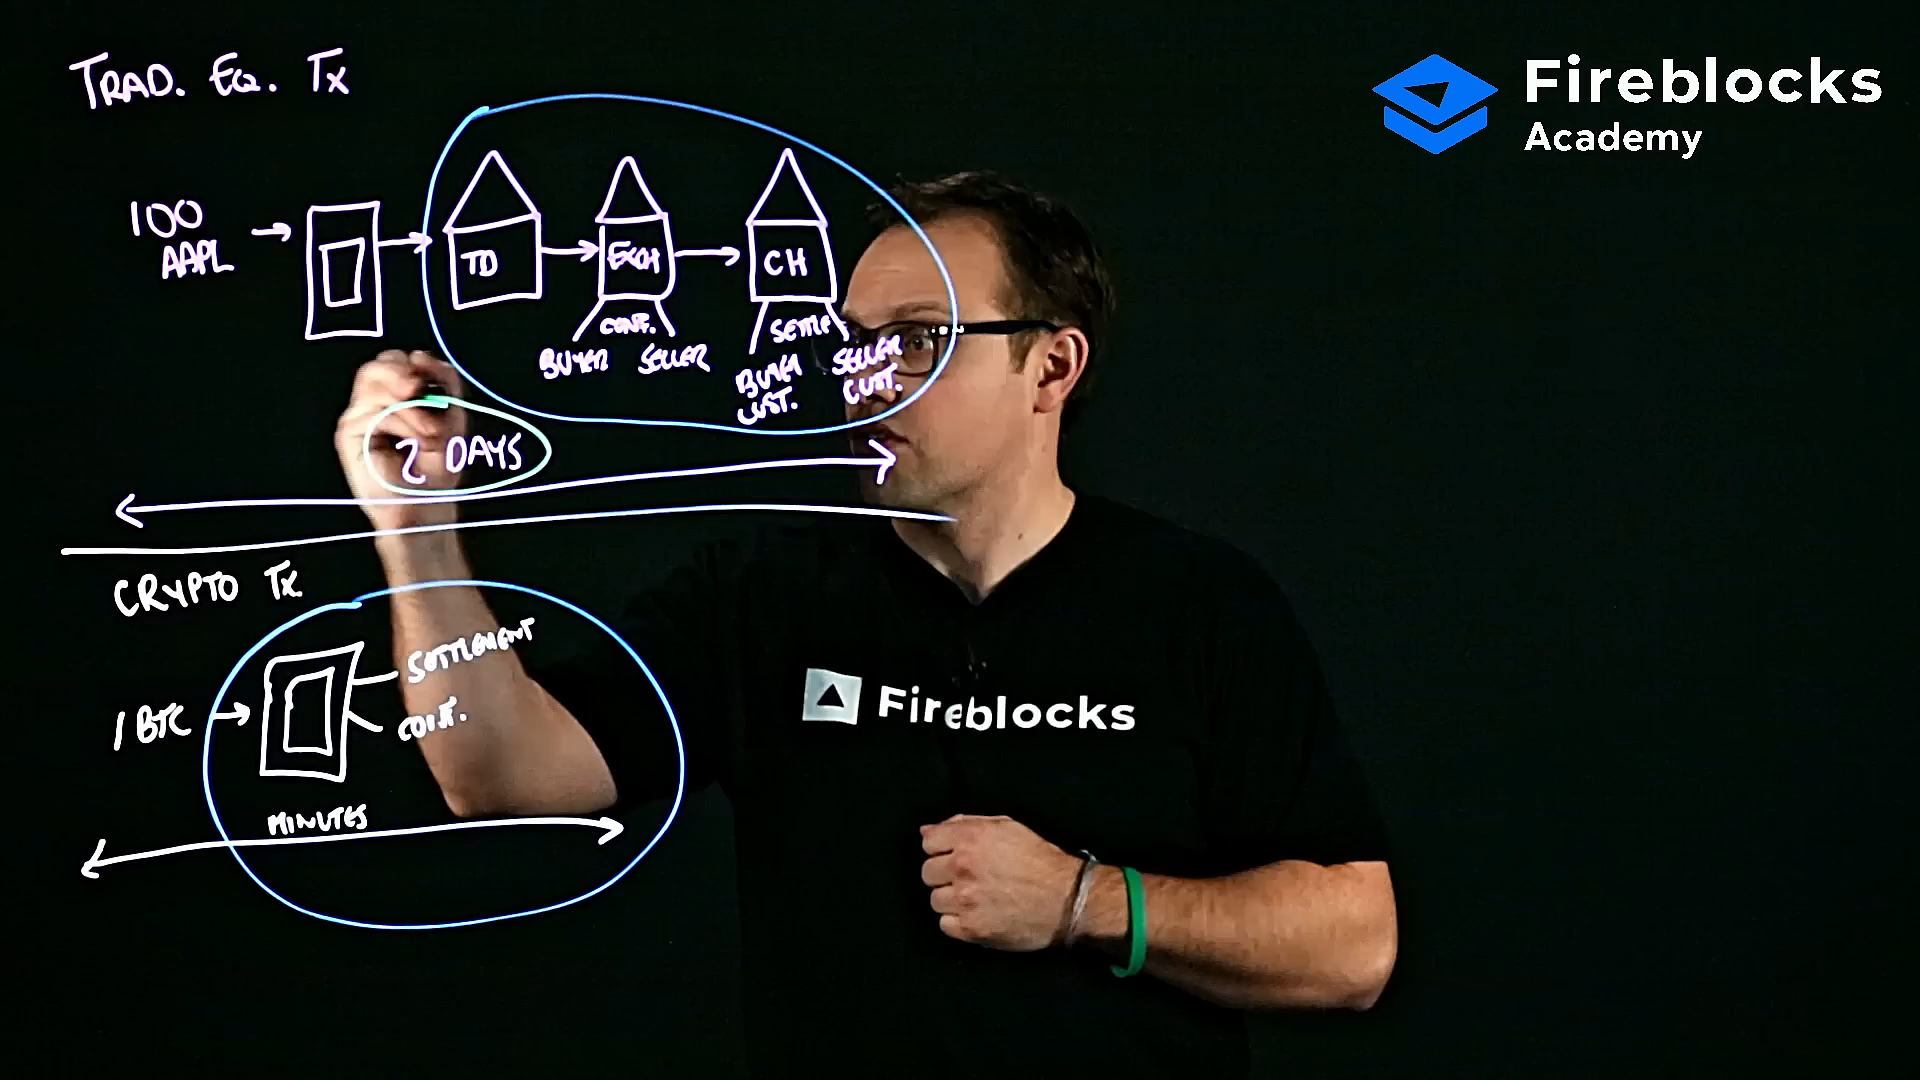 TRAD. EQ. TX
Fireblocks
Academy
100
AAPL
TD
EXCH
CH
CONF.
BUYER SELLER
SETTLE
BUYER
CUST.
SELLER
CUST.
2 DAYS
CRYPTO TX
SETTLEMENT
1 BTC
CONF.
MINUTES
Fireblocks